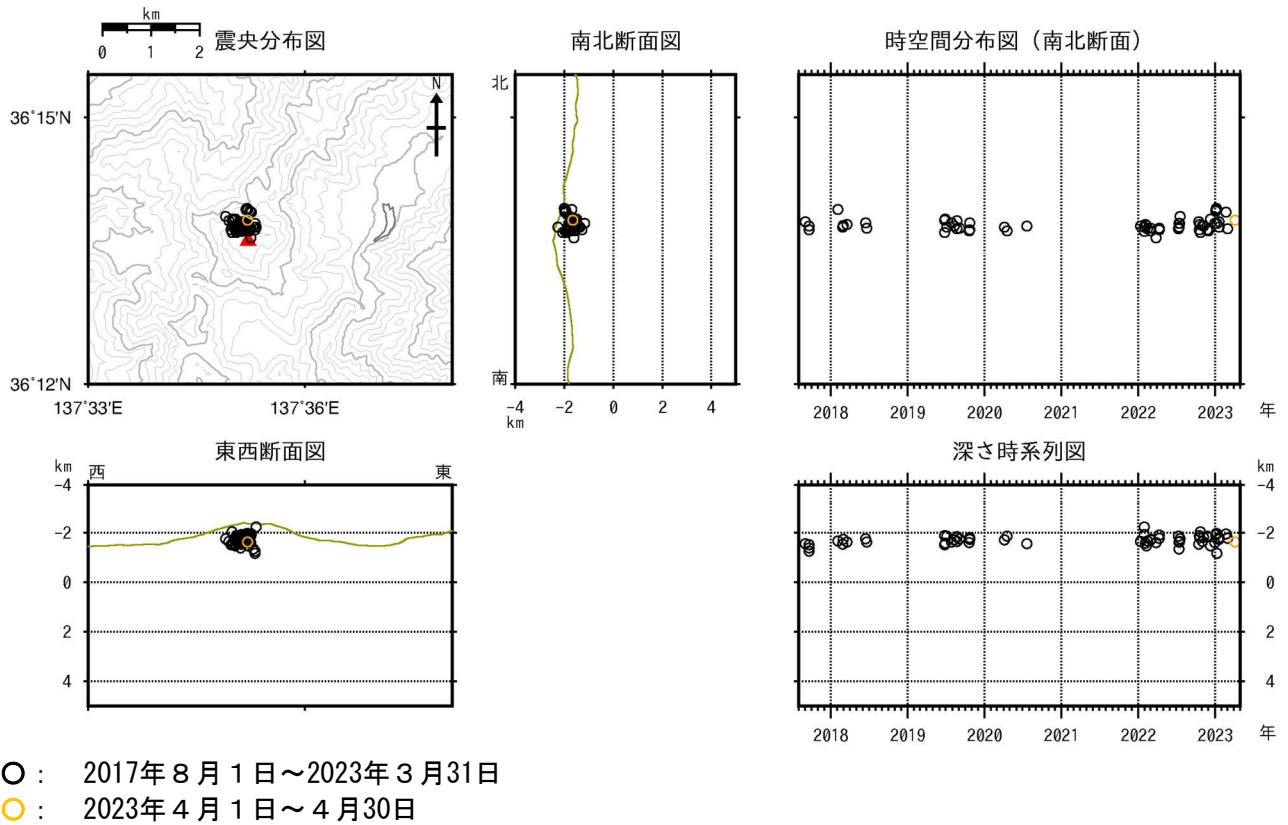 km
0 1 2
震央分布図
N
36°15′N
36°12′N
137°33′E 137°36′E
南北断面図
北
南
-4 -2 0 2 4
km
時空間分布図（南北断面）
2018 2019 2020 2021 2022 2023 年
東西断面図
km
西 東
-4
-2
0
2
4
深さ時系列図
km
-4
-2
0
2
4
2018 2019 2020 2021 2022 2023 年
： 2017年８月１日～2023年３月31日
： 2023年４月１日～４月30日